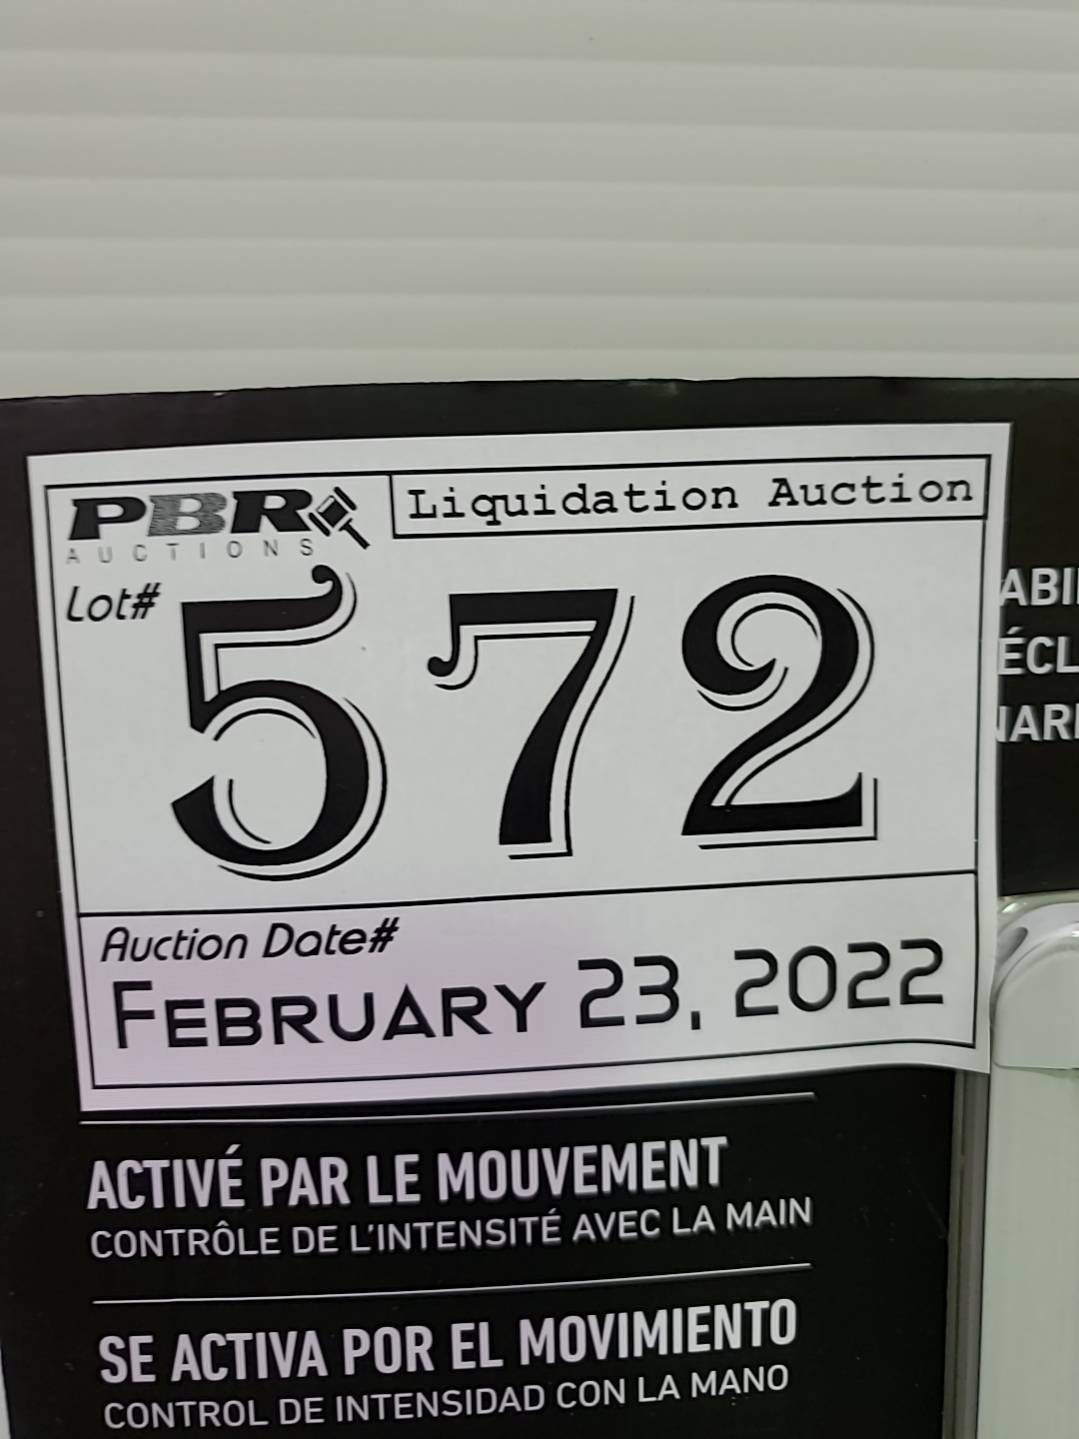 PBR
AUCTIONS
Liquidation Auction
Lot#
572
Auction Date#
February 23, 2022
ACTIVÉ PAR LE MOUVEMENT
CONTRÔLE DE L'INTENSITÉ AVEC LA MAIN
SE ACTIVA POR EL MOVIMIENTO
CONTROL DE INTENSIDAD CON LA MANO